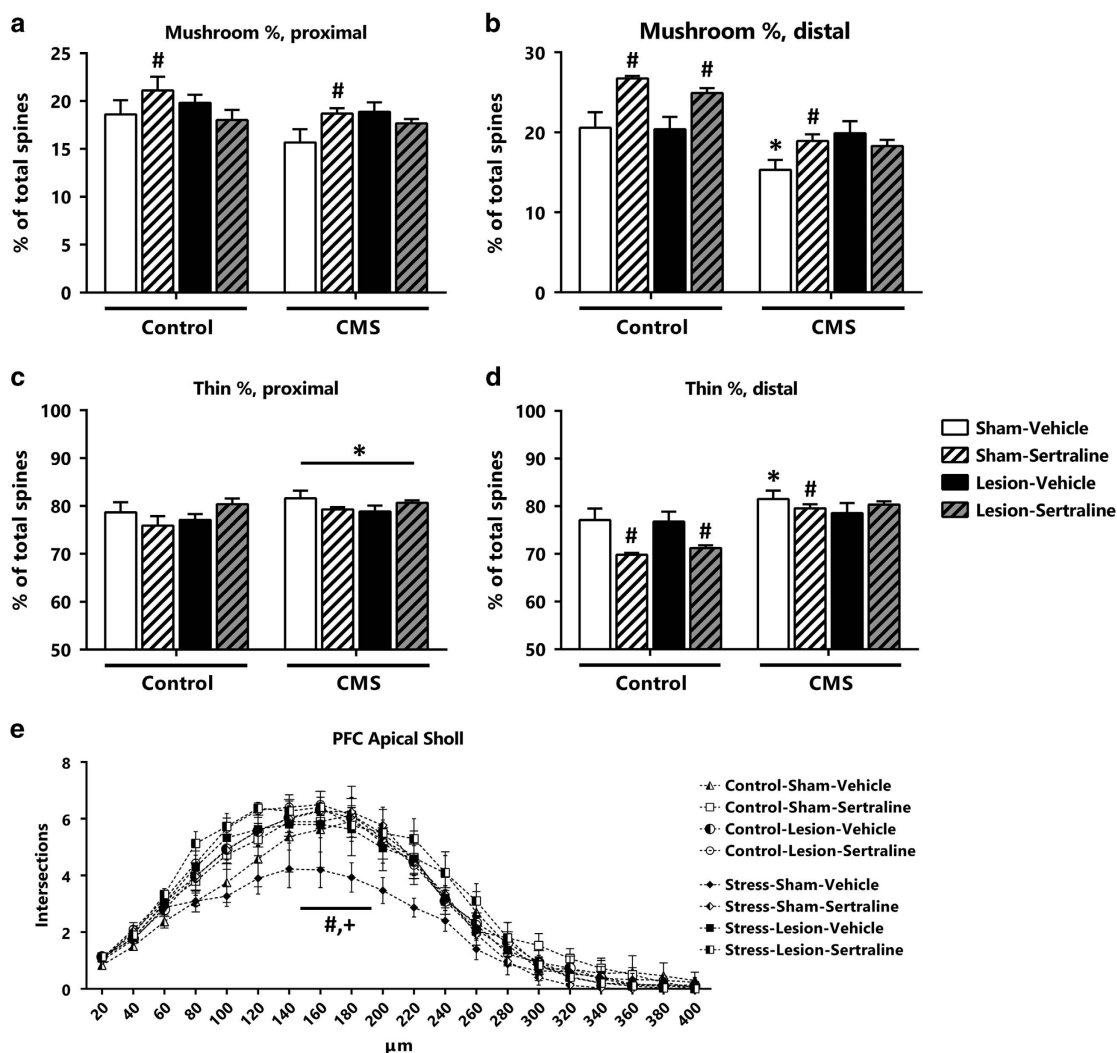 a
Mushroom %, proximal
25
20
15
10
5
0
% of total spines
#
#
Control
CMS
b
Mushroom %, distal
30
20
10
0
% of total spines
#
#
*
#
Control
CMS
c
Thin %, proximal
100
90
80
70
60
50
% of total spines
*
Control
CMS
d
Thin %, distal
100
90
80
70
60
50
% of total spines
#
#
*
#
Control
CMS
Sham-Vehicle
Sham-Sertraline
Lesion-Vehicle
Lesion-Sertraline
e
PFC Apical Sholl
8
6
4
2
0
Intersections
#,+
20 40 60 80 100 120 140 160 180 200 220 240 260 280 300 320 340 360 380 400
μm
Control-Sham-Vehicle
Control-Sham-Sertraline
Control-Lesion-Vehicle
Control-Lesion-Sertraline
Stress-Sham-Vehicle
Stress-Sham-Sertraline
Stress-Lesion-Vehicle
Stress-Lesion-Sertraline